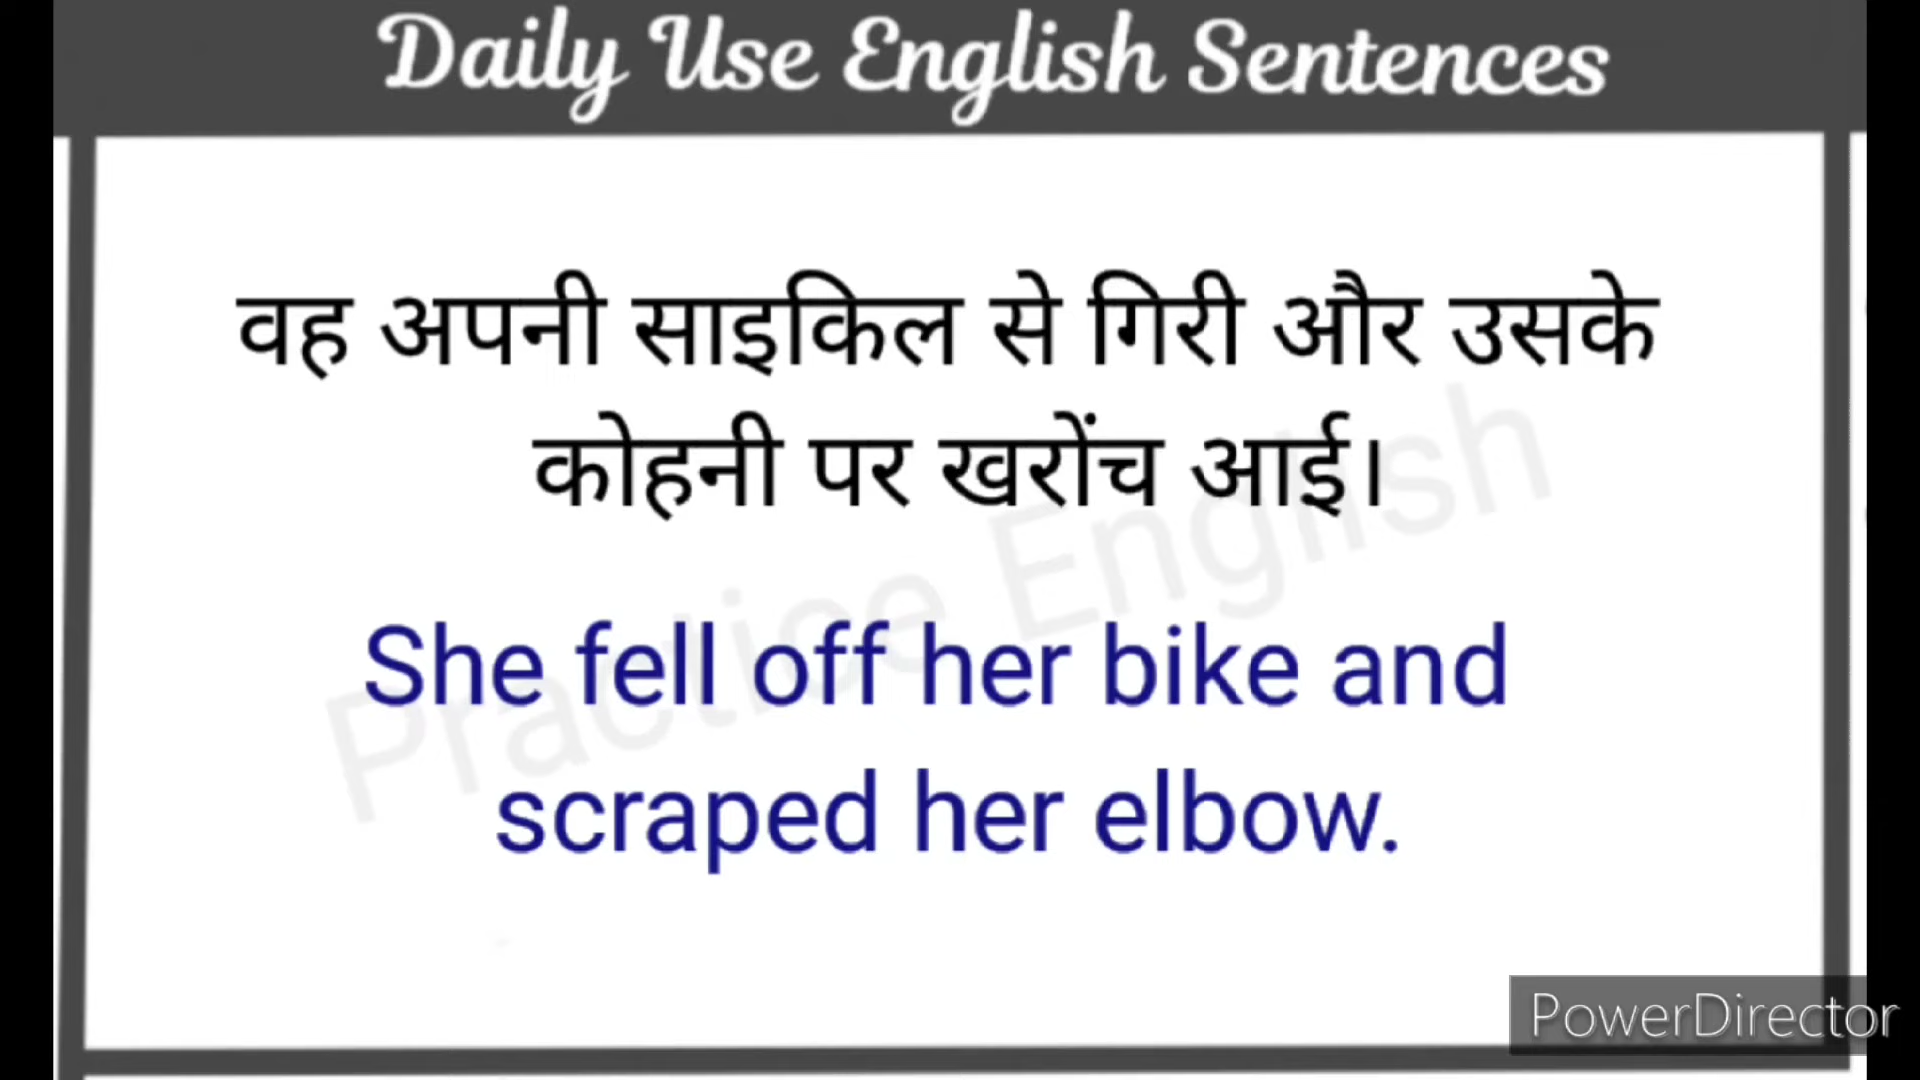 Daily Use English Sentences
वह अपनी साइकिल से गिरी और उसके
कोहनी पर खरोंच आई।
Practice English
She fell off her bike and
scraped her elbow.
PowerDirector